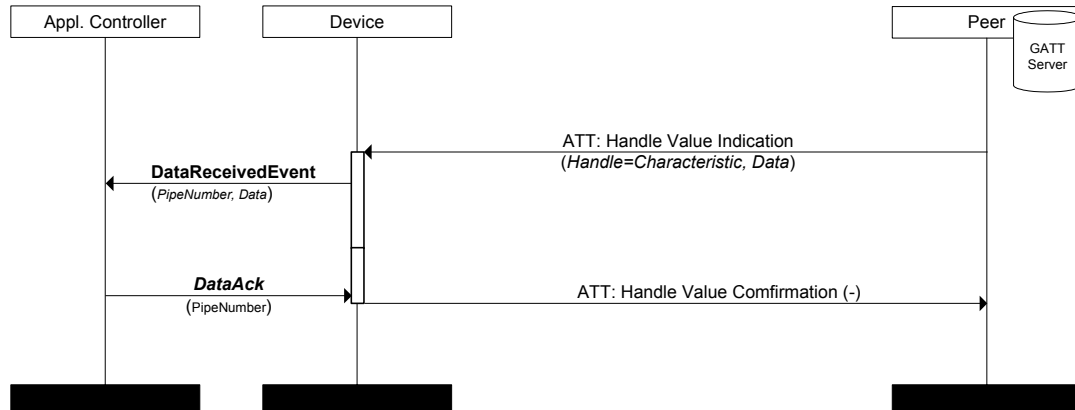 Appl. Controller
Device
Peer
GATT
Server
ATT: Handle Value Indication
(Handle=Characteristic, Data)
DataReceivedEvent
(PipeNumber, Data)
DataAck
(PipeNumber)
ATT: Handle Value Comfirmation (-)